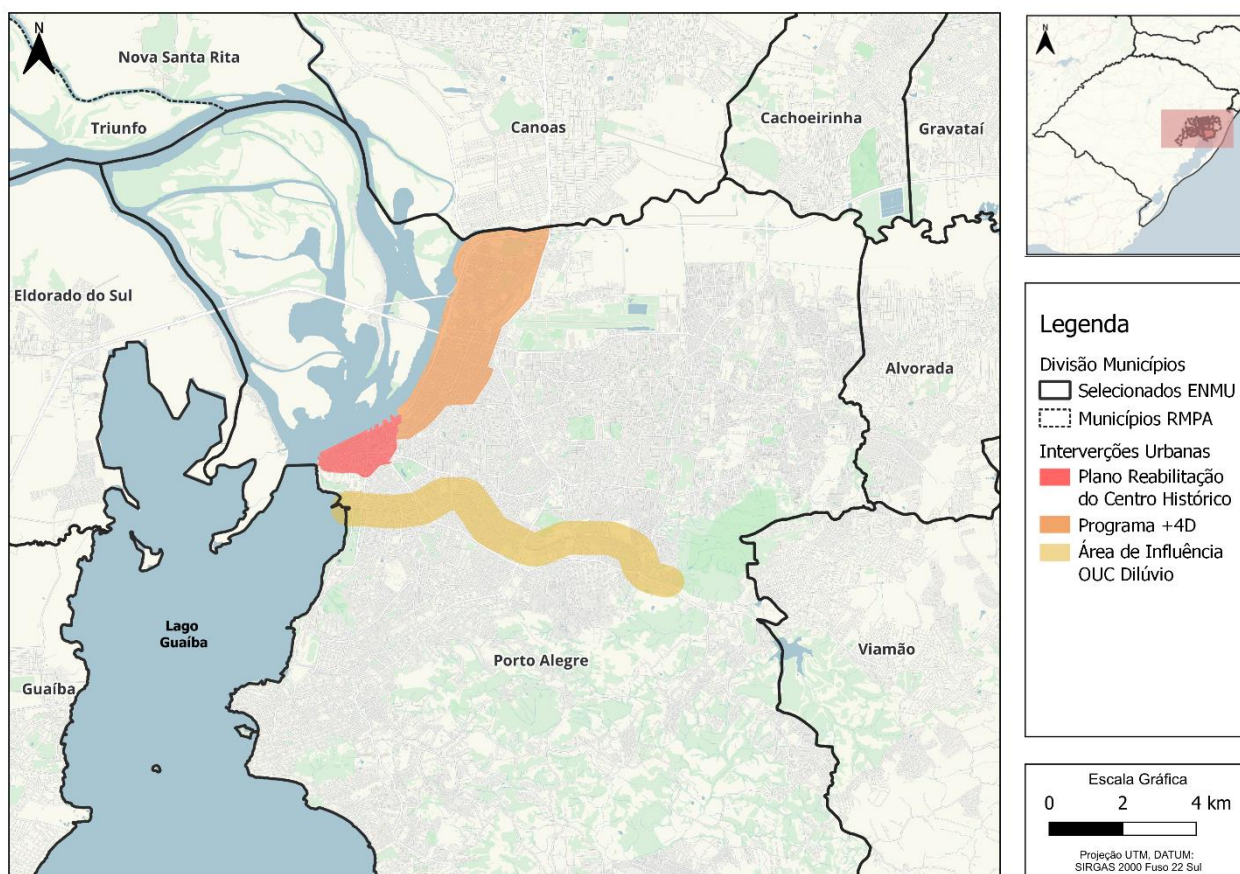 N
Nova Santa Rita
Triunfo
Canoas
Cachoeirinha
Gravataí
Eldorado do Sul
Alvorada
Lago
Guaíba
Porto Alegre
Viamão
Guaíba
N
Legenda
Divisão Municípios
Selecionados ENMU
Municípios RMPA
Interverções Urbanas
Plano Reabilitação
do Centro Histórico
Programa +4D
Área de Influência
OUC Dilúvio
Escala Gráfica
0 2 4 km
Projeção UTM, DATUM:
SIRGAS 2000 Fuso 22 Sul